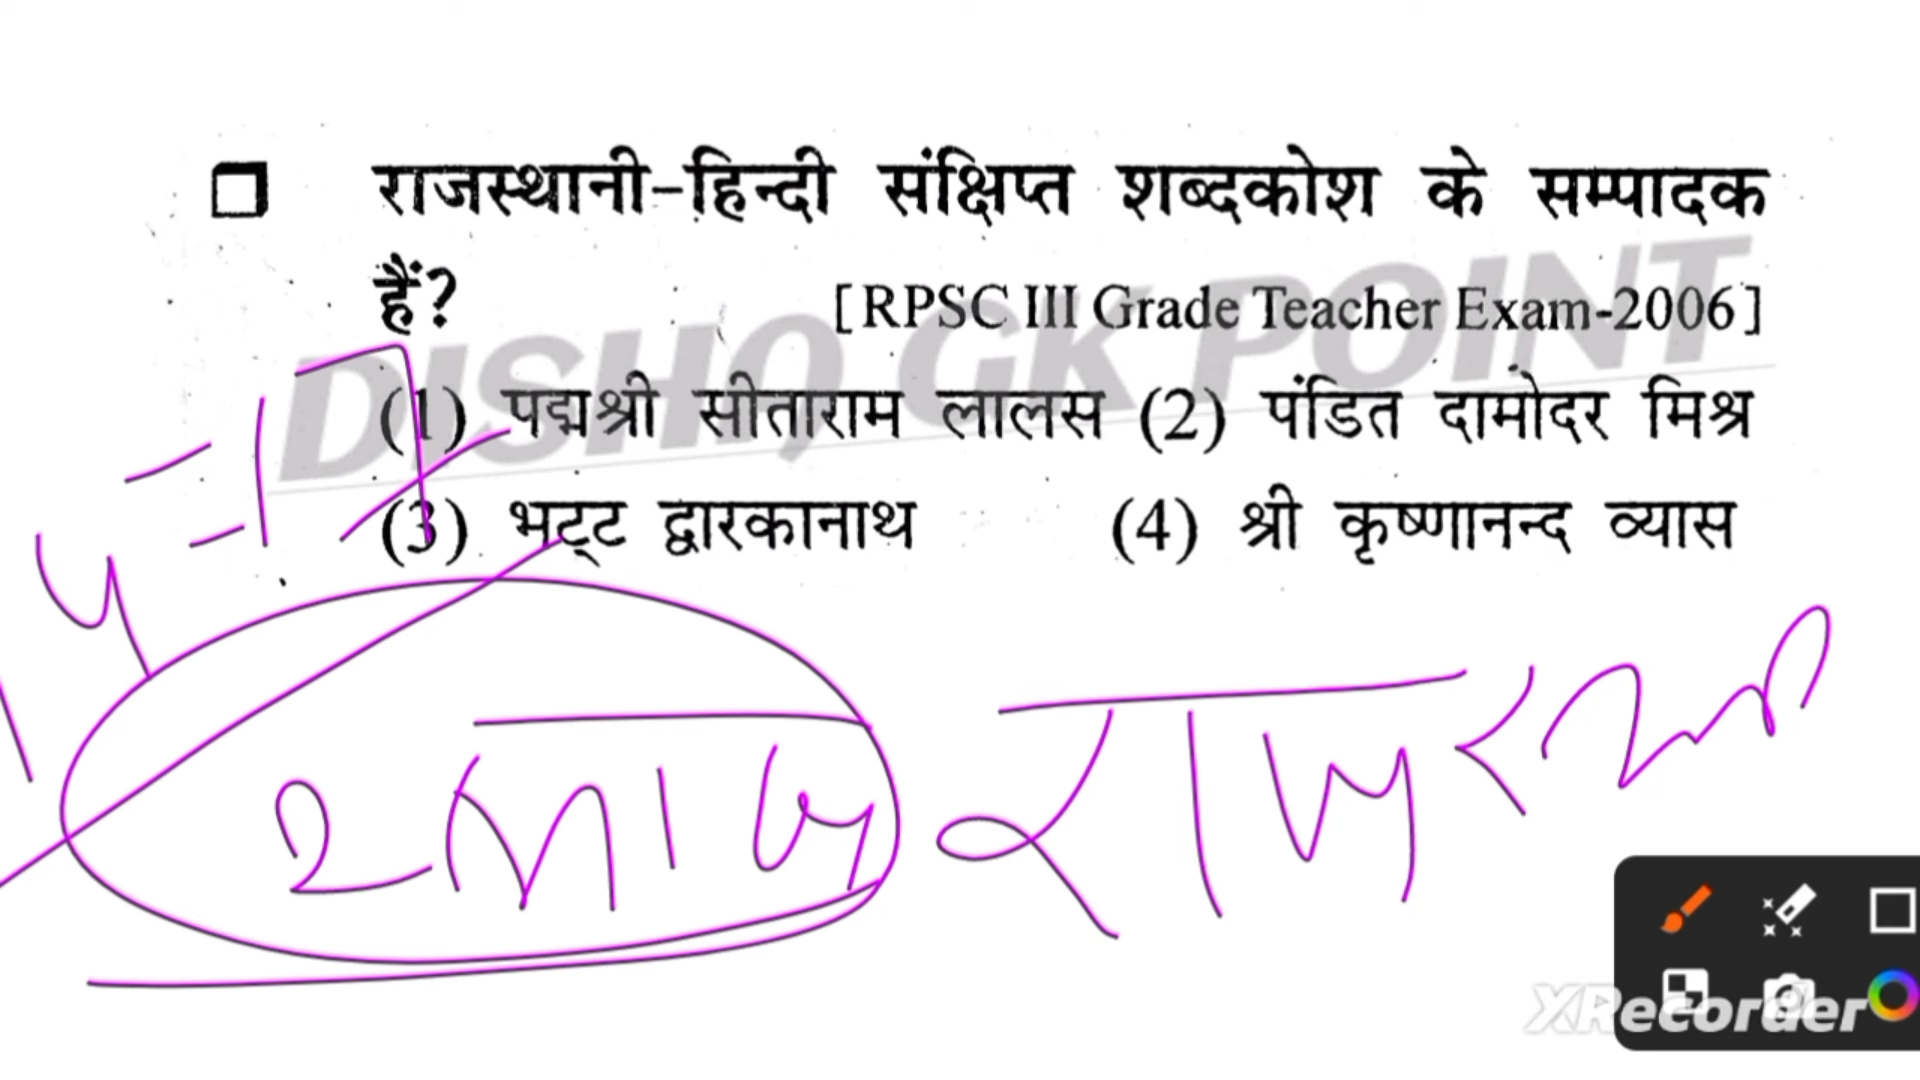 राजस्थानी-हिन्दी संक्षिप्त शब्दकोश के सम्पादक
हैं? [RPSC III Grade Teacher Exam-2006]
DISHA GK POINT
(1) पद्मश्री सीताराम लालस (2) पंडित दामोदर मिश्र
(3) भट्ट द्वारकानाथ (4) श्री कृष्णानन्द व्यास
XRecorder